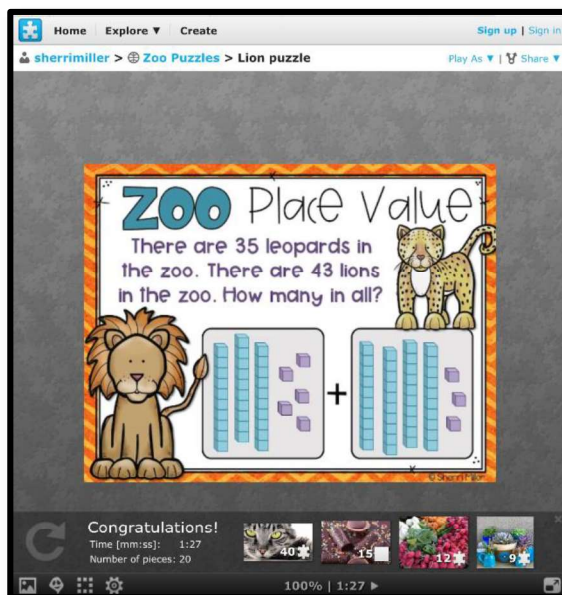 Home Explore ▼ Create Sign up | Sign in
sherrimiller > Zoo Puzzles > Lion puzzle Play As ▼ | Share ▼
ZOO Place Value
There are 35 leopards in
the zoo. There are 43 lions
in the zoo. How many in all?
+
© Sherri Miller
Congratulations!
Time [mm:ss]: 1:27
Number of pieces: 20
40 15 12 9
100% | 1:27 ▶